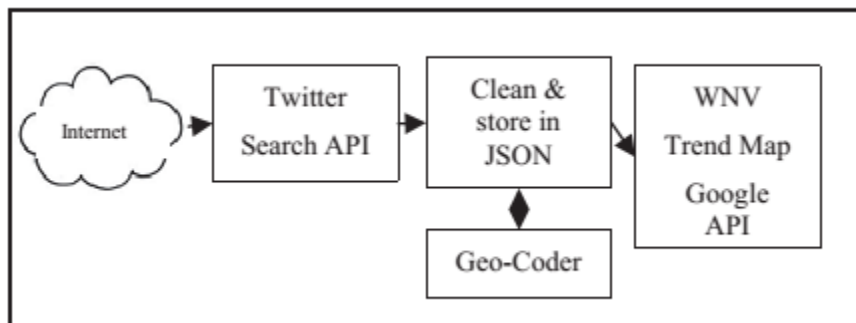 Internet
Twitter
Search API
Clean &
store in
JSON
Geo-Coder
WNV
Trend Map
Google
API